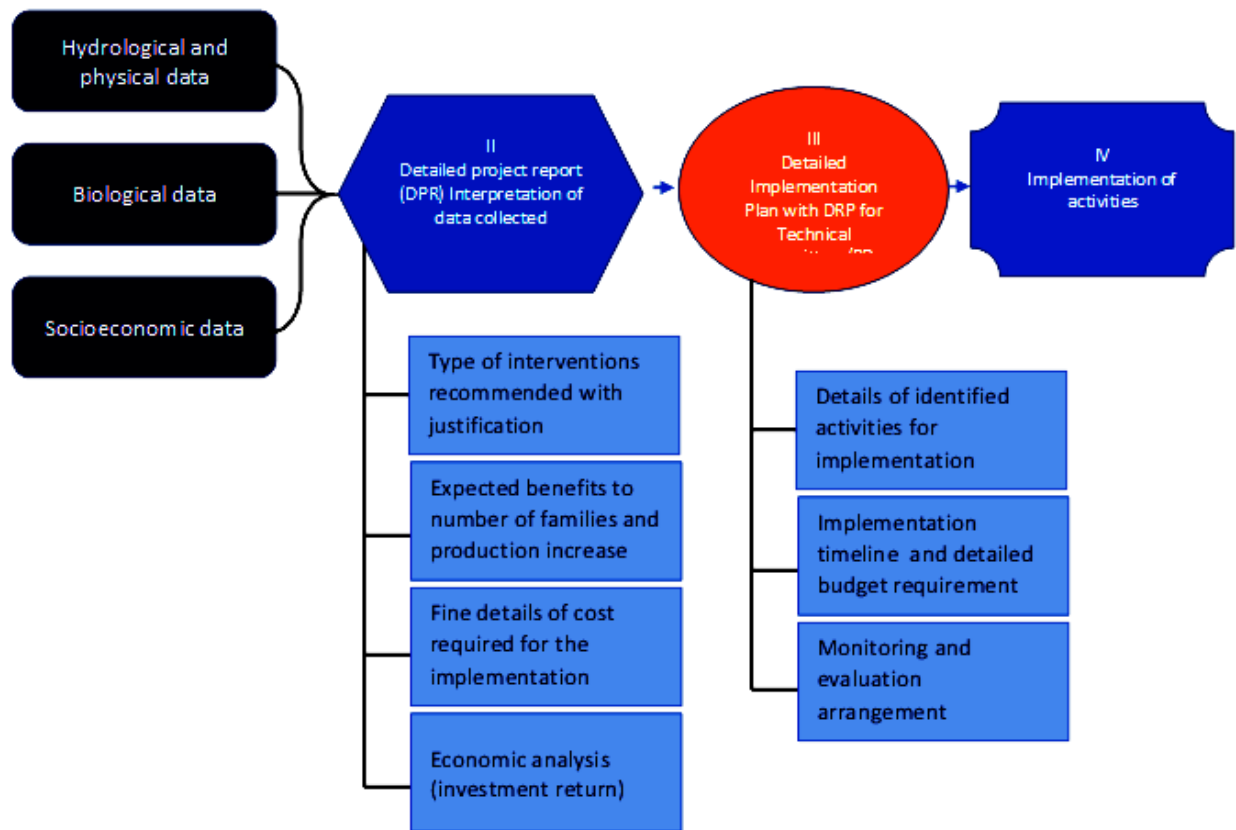 Hydrological and
physical data
Biological data
Socioeconomic data
II
Detailed project report
(DPR) Interpretation of
data collected
III
Detailed
Implementation
Plan with DRP for
Technical
IV
Implementation of
activities
Type of interventions
recommended with
justification
Expected benefits to
number of families and
production increase
Fine details of cost
required for the
implementation
Economic analysis
(investment return)
Details of identified
activities for
implementation
Implementation
timeline and detailed
budget requirement
Monitoring and
evaluation
arrangement